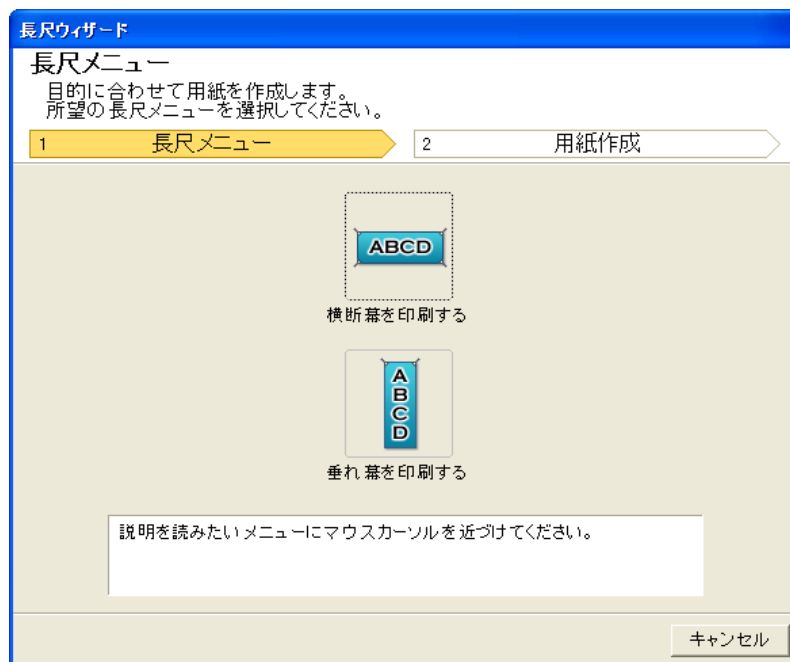 長尺ウィザード
長尺メニュー
目的に合わせて用紙を作成します。
所望の長尺メニューを選択してください。
1 長尺メニュー 2 用紙作成
ABCD
横断幕を印刷する
A
B
C
D
垂れ幕を印刷する
説明を読みたいメニューにマウスカーソルを近づけてください。
キャンセル